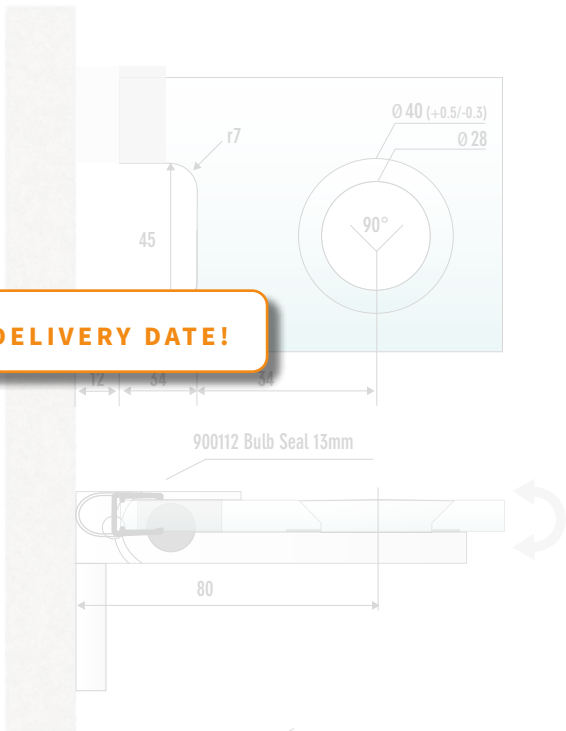 Ø 40 (+0.5/-0.3)
Ø 28
r7
90°
45
DELIVERY DATE!
12 34 34
900112 Bulb Seal 13mm
80